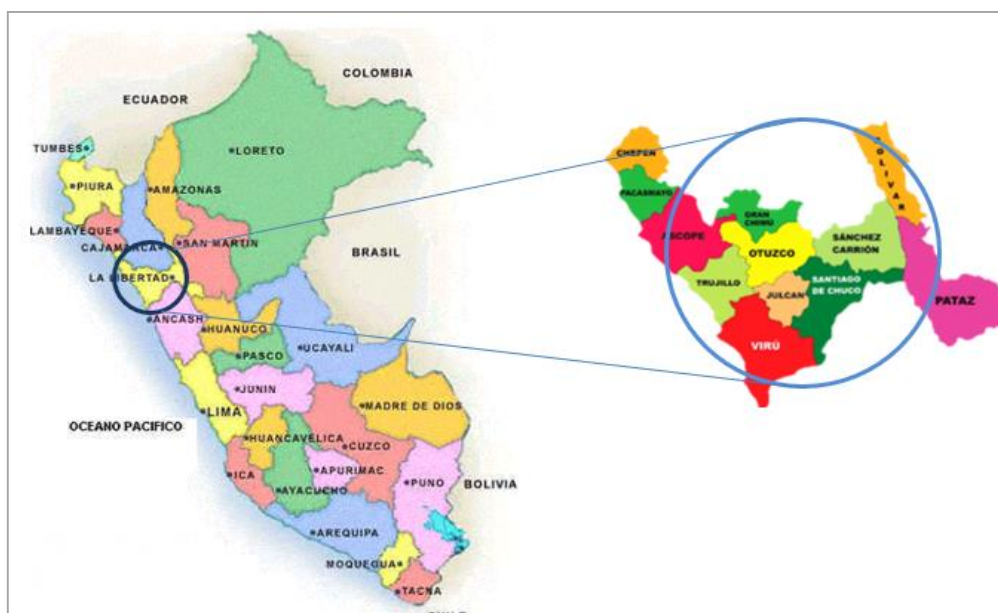 COLOMBIA
ECUADOR
TUMBES
LORETO
PIURA
AMAZONAS
LAMBAYEQUE
CAJAMARCA
SAN MARTIN
BRASIL
LA LIBERTAD
ANCASH
HUANUCO
UCAYALI
PASCO
JUNIN
LIMA
MADRE DE DIOS
OCEANO PACIFICO
HUANCAVELICA
CUZCO
ICA
APURIMAC
PUNO
BOLIVIA
AYACUCHO
AREQUIPA
MOQUEGUA
TACNA
CHEPEN
BOLIVAR
PACASMAYO
GRAN
CHIMÚ
ASCOPE
OTUZCO
SÁNCHEZ
CARRIÓN
TRUJILLO
JULCAN
SANTIAGO
DE CHUCO
PATAZ
VIRÚ